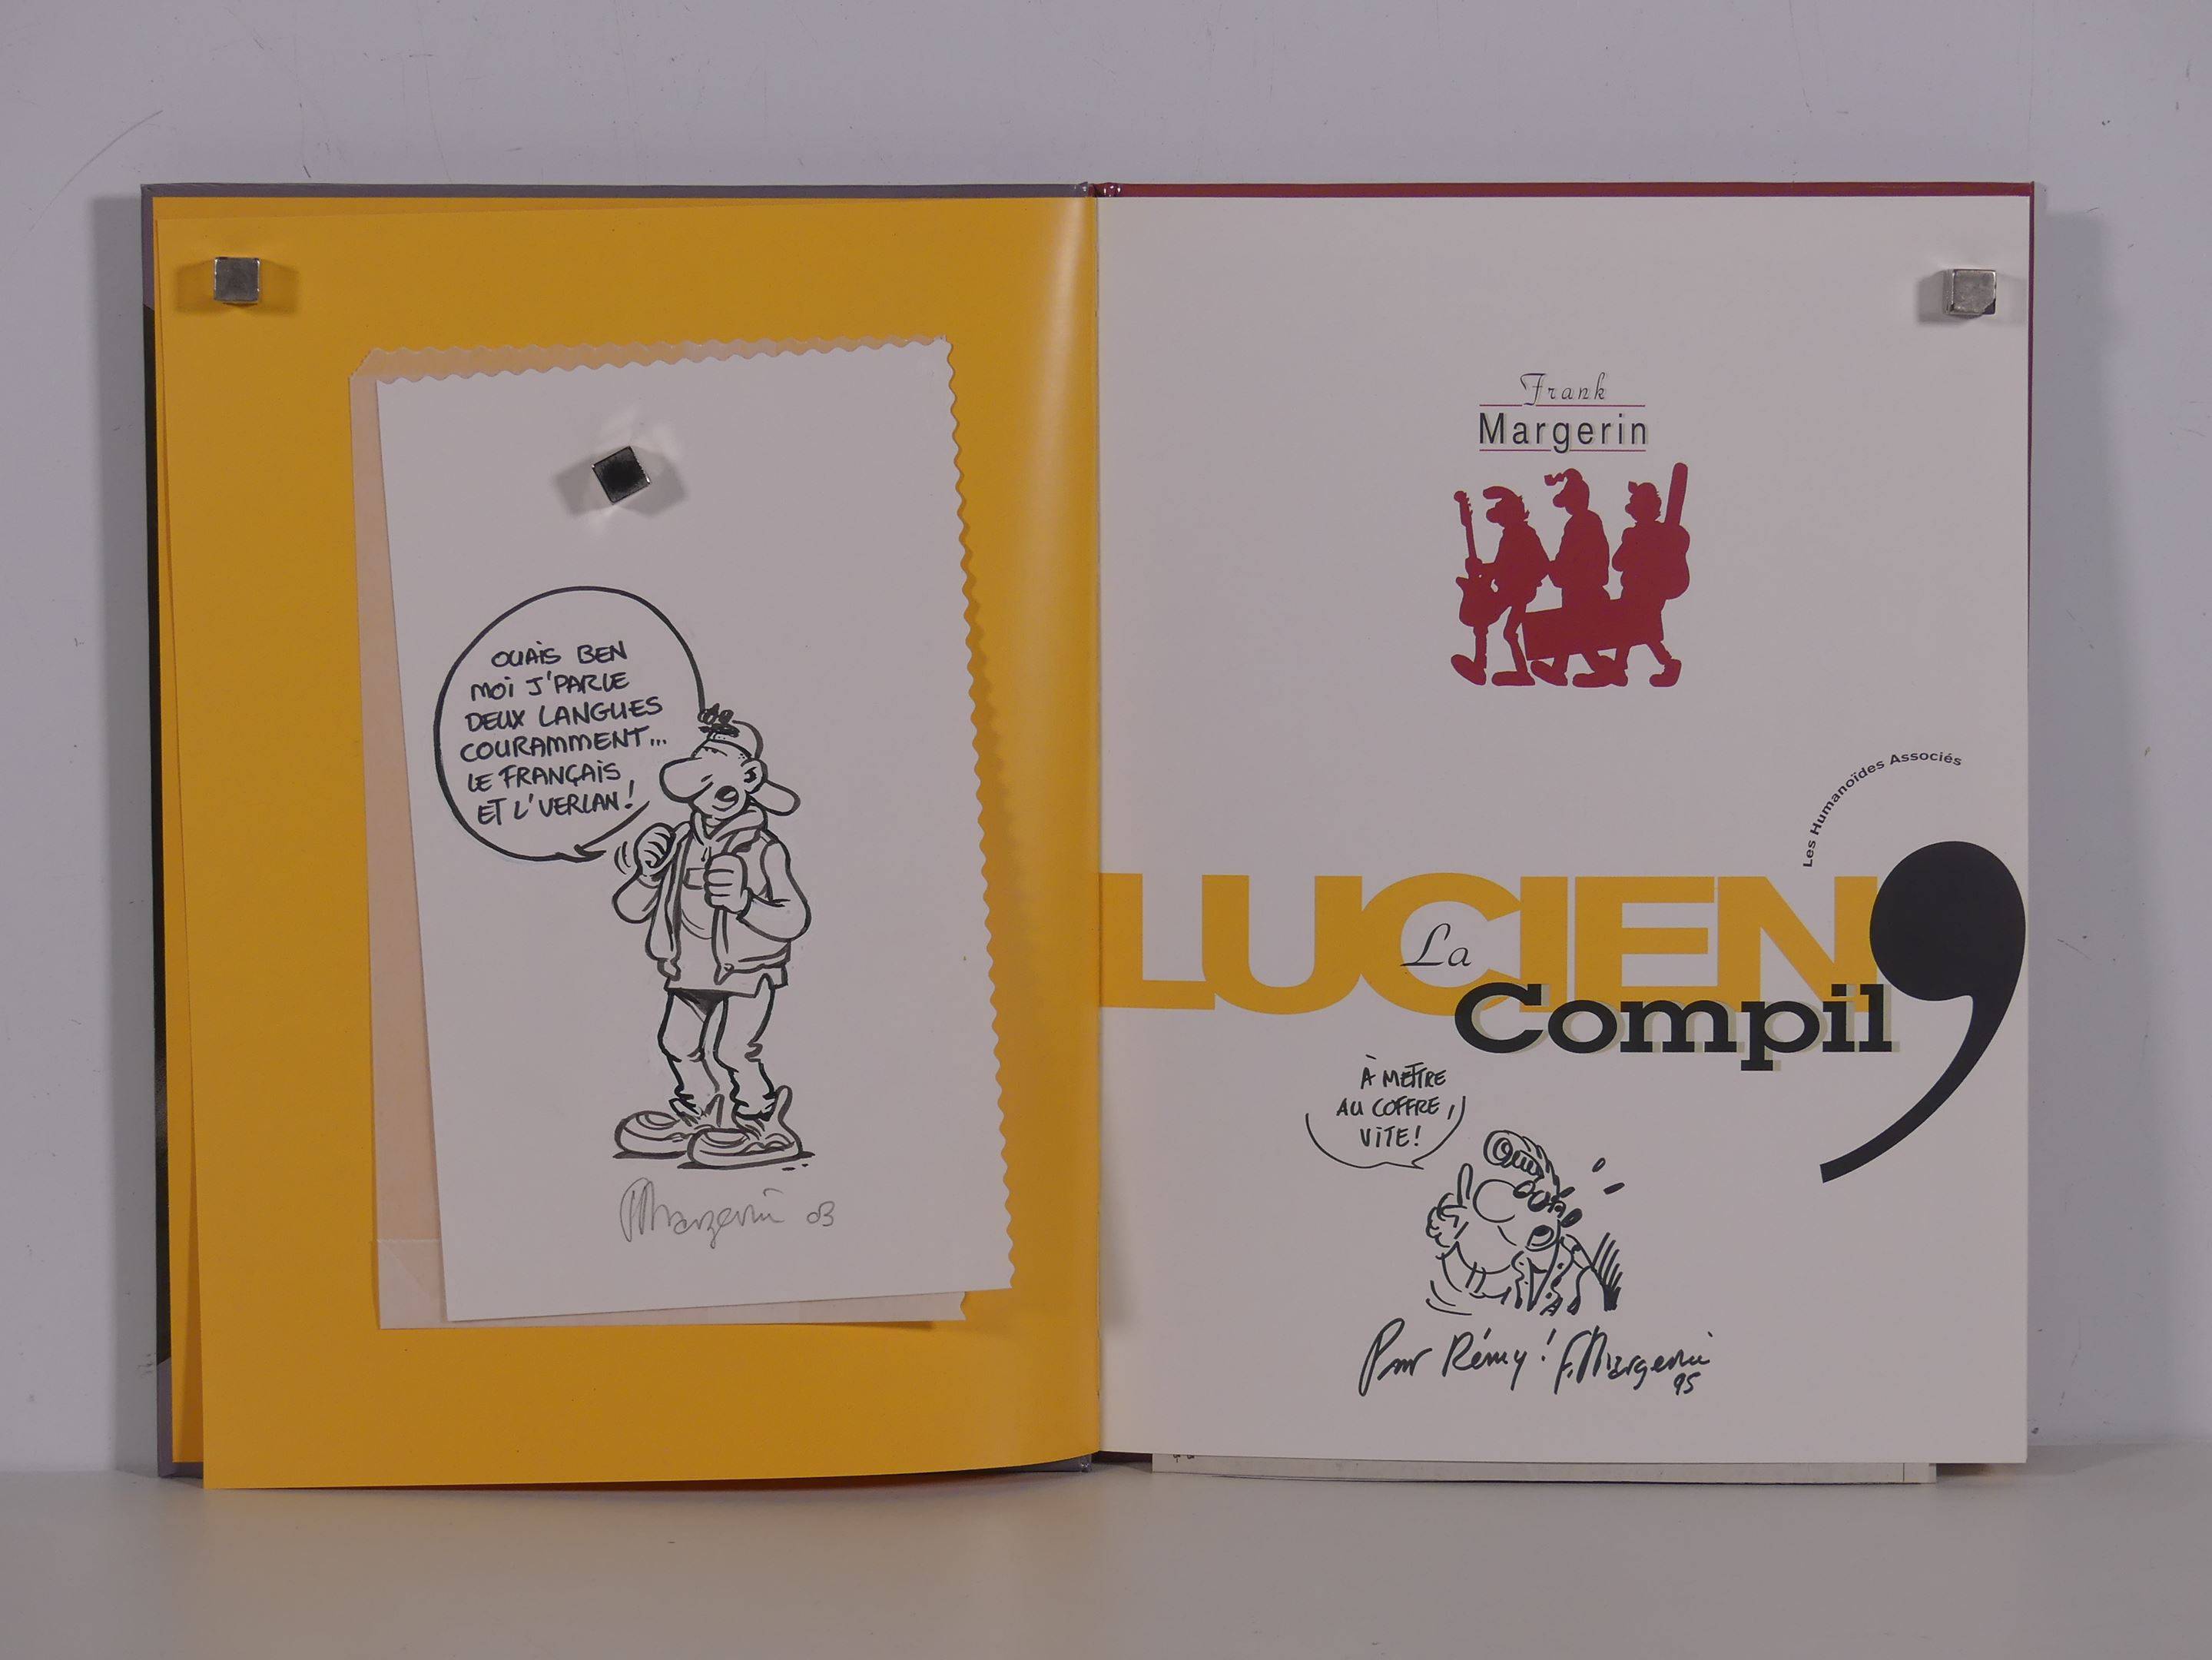 OUAIS BEN
MOI J'PARLE
DEUX LANGUES
COURAMMENT...
LE FRANÇAIS
ET L'VERLAN!
Margerin 03
Frank
Margerin
Les Humanoïdes Associés
LUCIEN
La
Compil'
À METTRE
AU COFFRE,
VITE!
Pour Rémy! F. Margerin
95